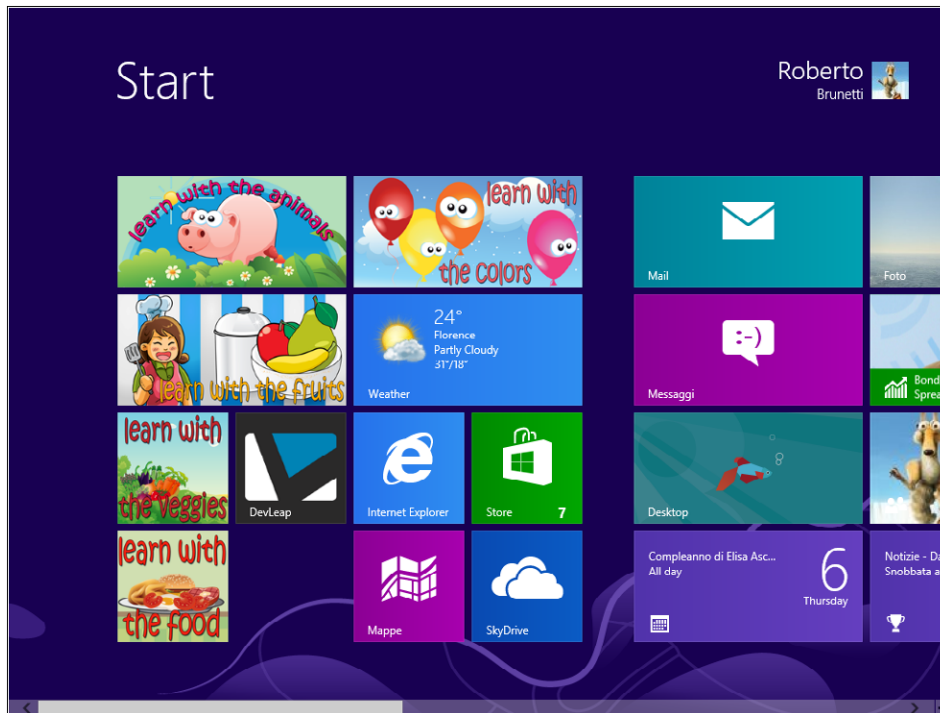 Start
Roberto
Brunetti
learn with the animals
learn with
the colors
Mail
Foto
learn with the fruits
24°
Florence
Partly Cloudy
31°/18°
Weather
:-)
Messaggi
Bond
Sprea
learn with
the veggies
DevLeap
Internet Explorer
Store
7
Desktop
learn with
the food
Mappe
SkyDrive
Compleanno di Elisa Asc...
All day
6
Thursday
Notizie - Da
Snobbata a